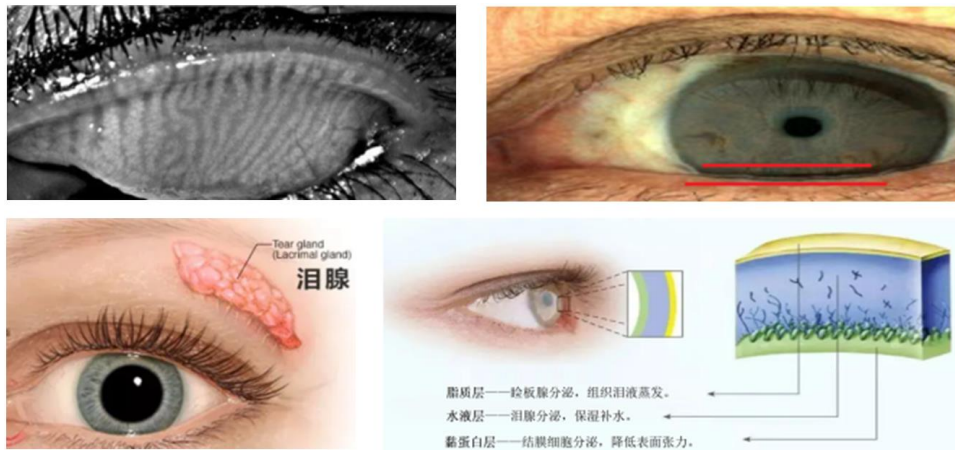 Tear gland
(Lacrimal gland)
泪腺
脂质层——睑板腺分泌，组织泪液蒸发。
水液层——泪腺分泌，保湿补水。
黏蛋白层——结膜细胞分泌，降低表面张力。